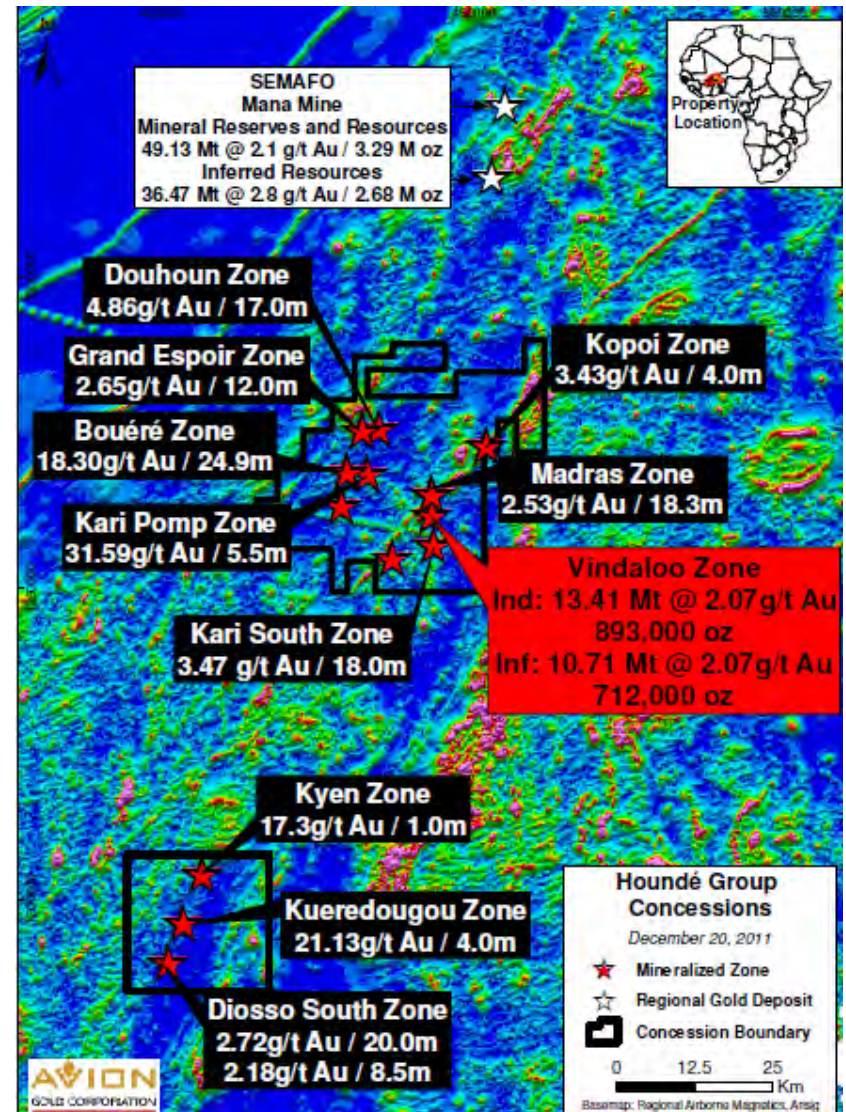 SEMAFO
Mana Mine
Mineral Reserves and Resources
49.13 Mt @ 2.1 g/t Au / 3.29 M oz
Inferred Resources
36.47 Mt @ 2.8 g/t Au / 2.68 M oz
Property
Location
Douhoun Zone
4.86g/t Au / 17.0m
Grand Espoir Zone
2.65g/t Au / 12.0m
Kopoi Zone
3.43g/t Au / 4.0m
Bouéré Zone
18.30g/t Au / 24.9m
Madras Zone
2.53g/t Au / 18.3m
Kari Pomp Zone
31.59g/t Au / 5.5m
Vindaloo Zone
Ind: 13.41 Mt @ 2.07g/t Au
893,000 oz
Inf: 10.71 Mt @ 2.07g/t Au
712,000 oz
Kari South Zone
3.47 g/t Au / 18.0m
Kyen Zone
17.3g/t Au / 1.0m
Kueredougou Zone
21.13g/t Au / 4.0m
Diosso South Zone
2.72g/t Au / 20.0m
2.18g/t Au / 8.5m
Houndé Group
Concessions
December 20, 2011
Mineralized Zone
Regional Gold Deposit
Concession Boundary
0 12.5 25
Km
Basemap: Regional Airborne Magnetics,
AVION
GOLD CORPORATION